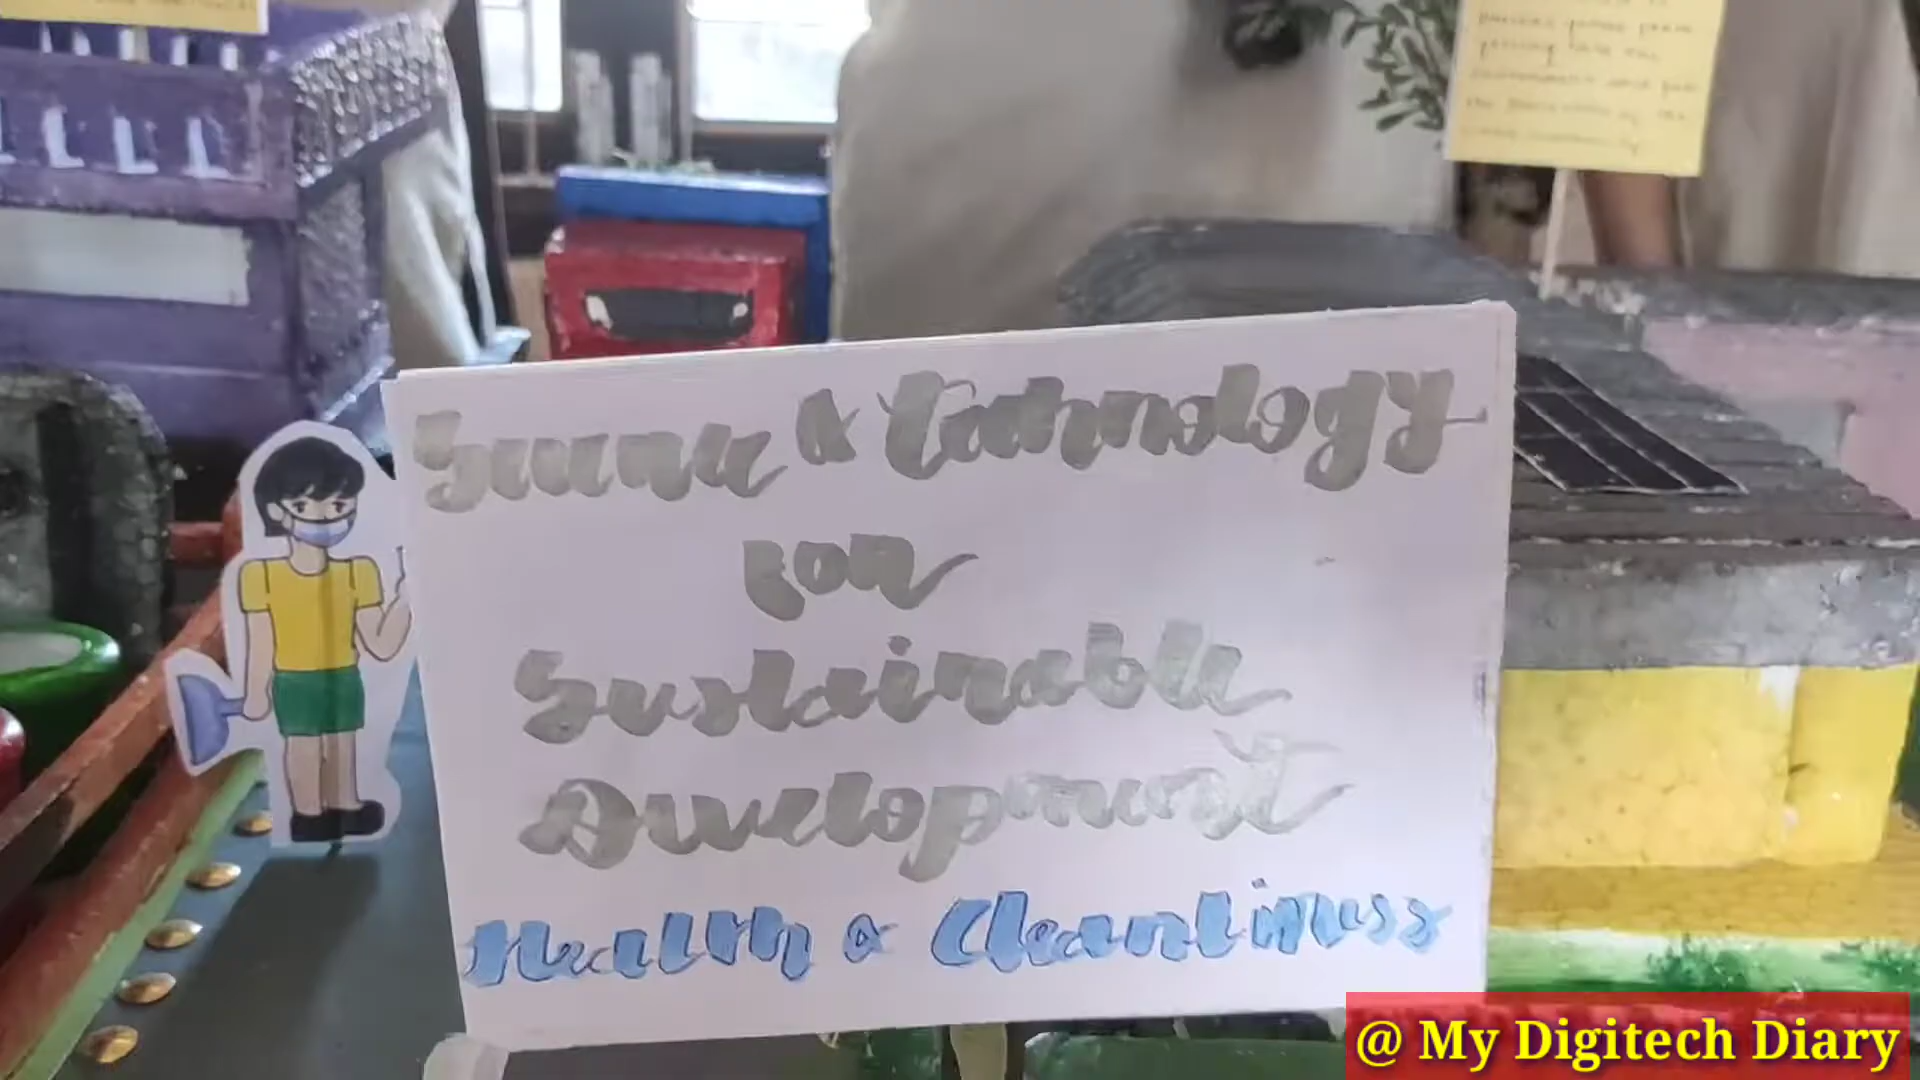 Science & Technology
for
Sustainable
Development
Health & Cleanliness
@ My Digitech Diary